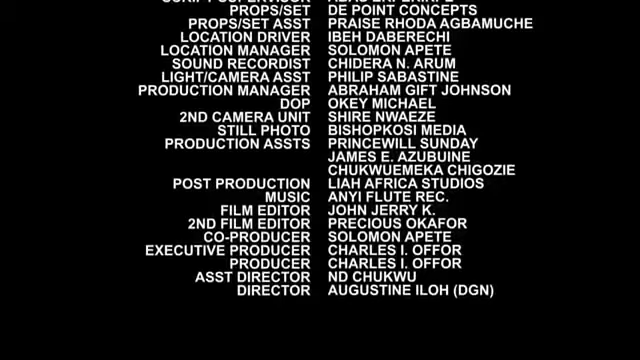 PROPS/SET DE POINT CONCEPTS
PROPS/SET ASST PRAISE RHODA AGBAMUCHE
LOCATION DRIVER IBEH DABERECHI
LOCATION MANAGER SOLOMON APETE
SOUND RECORDIST CHIDERA N. ARUM
LIGHT/CAMERA ASST PHILIP SABASTINE
PRODUCTION MANAGER ABRAHAM GIFT JOHNSON
DOP OKEY MICHAEL
2ND CAMERA UNIT SHIRE NWAEZE
STILL PHOTO BISHOPKOSI MEDIA
PRODUCTION ASSTS PRINCEWILL SUNDAY
JAMES E. AZUBUINE
CHUKWUEMEKA CHIGOZIE
POST PRODUCTION LIAH AFRICA STUDIOS
MUSIC ANYI FLUTE REC.
FILM EDITOR JOHN JERRY K.
2ND FILM EDITOR PRECIOUS OKAFOR
CO-PRODUCER SOLOMON APETE
EXECUTIVE PRODUCER CHARLES I. OFFOR
PRODUCER CHARLES I. OFFOR
ASST DIRECTOR ND CHUKWU
DIRECTOR AUGUSTINE ILOH (DGN)